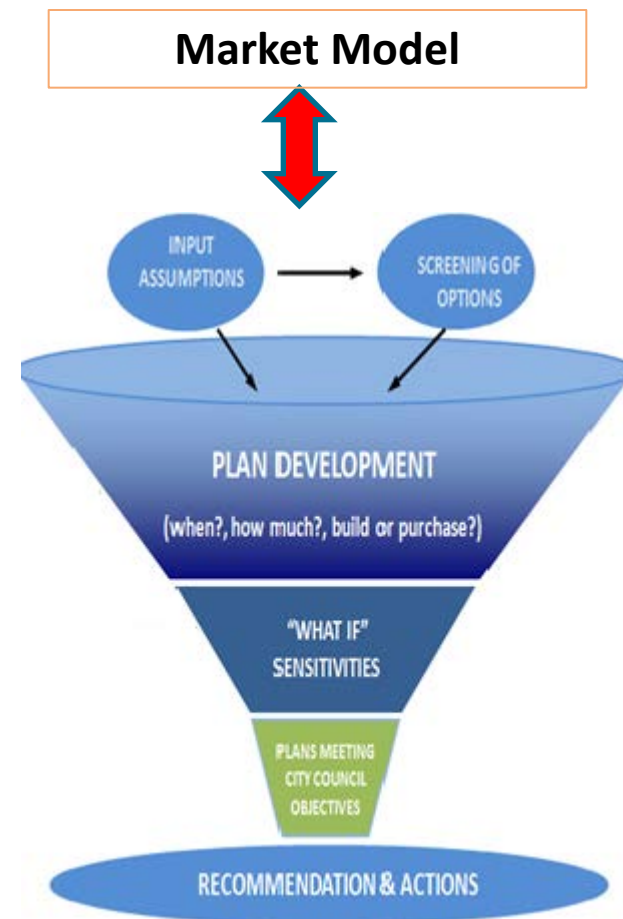 Market Model
INPUT
ASSUMPTIONS
SCREENING OF
OPTIONS
PLAN DEVELOPMENT
(when?, how much?, build or purchase?)
“WHAT IF”
SENSITIVITIES
PLANS MEETING
CITY COUNCIL
OBJECTIVES
RECOMMENDATION & ACTIONS